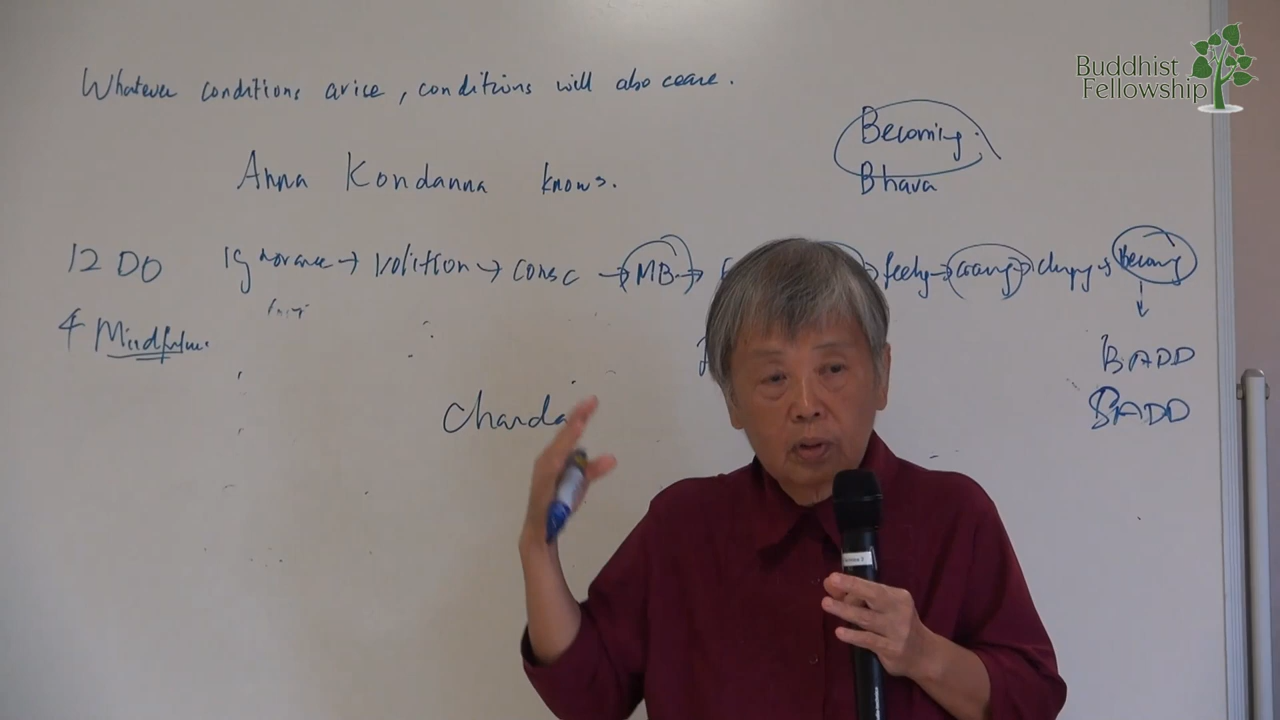 Buddhist
Fellowship
Whatever conditions arise, conditions will also cease.
Becoming
Bhava
Anna Kondanna knows.
12 DO ignorance → volition → consc → MB → feeling → craving → clinging → Becoming
4 Mindfulness.
BADD
SADD
Chanda